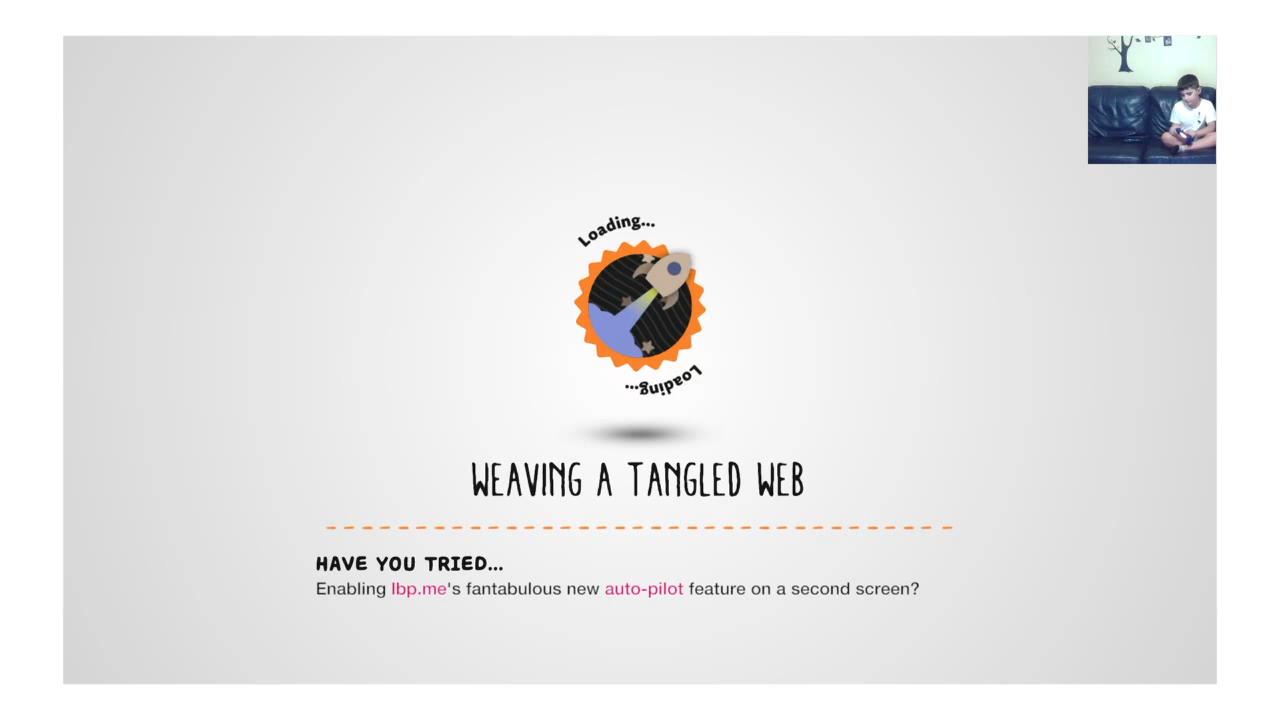 Loading...
Loading...
WEAVING A TANGLED WEB
HAVE YOU TRIED...
Enabling lbp.me's fantabulous new auto-pilot feature on a second screen?